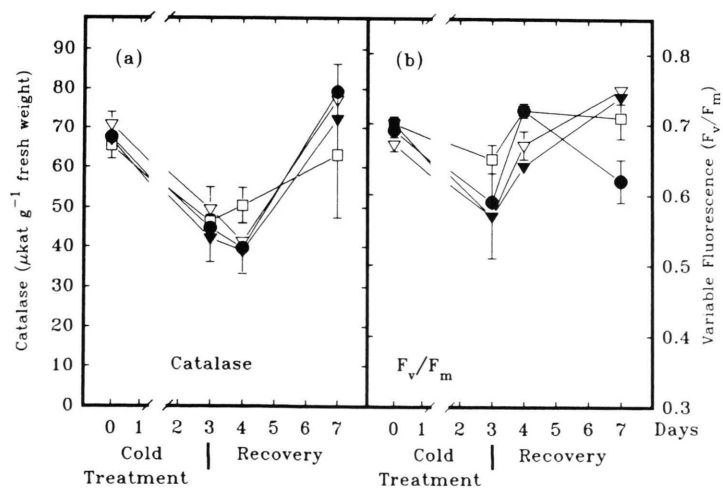 (a)
(b)
90
80
70
60
50
40
30
20
10
0
Catalase (μkat g⁻¹ fresh weight)
Catalase
Fᵥ/Fₘ
0.8
0.7
0.6
0.5
0.4
0.3
Variable Fluorescence (Fᵥ/Fₘ)
0 1 2 3 4 5 6 7 0 1 2 3 4 5 6 7 Days
Cold Treatment
Recovery
Cold Treatment
Recovery